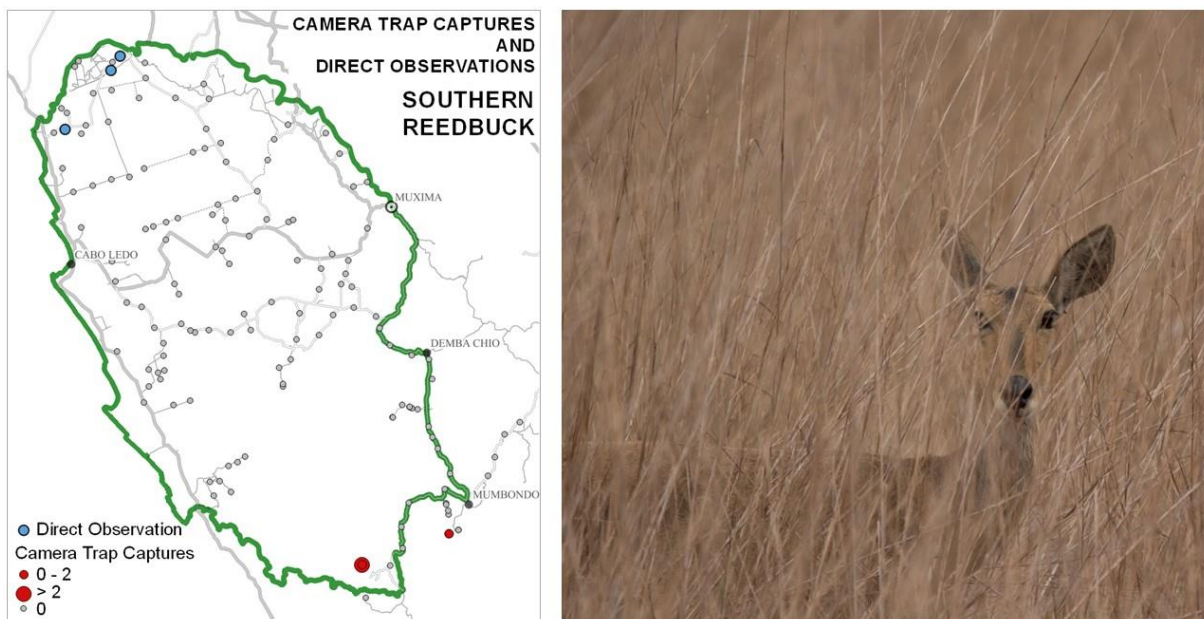 CAMERA TRAP CAPTURES
AND
DIRECT OBSERVATIONS
SOUTHERN
REEDBUCK
MUXIMA
CABO LEDO
DEMBA CHIO
MUMBONDO
Direct Observation
Camera Trap Captures
0 - 2
> 2
0